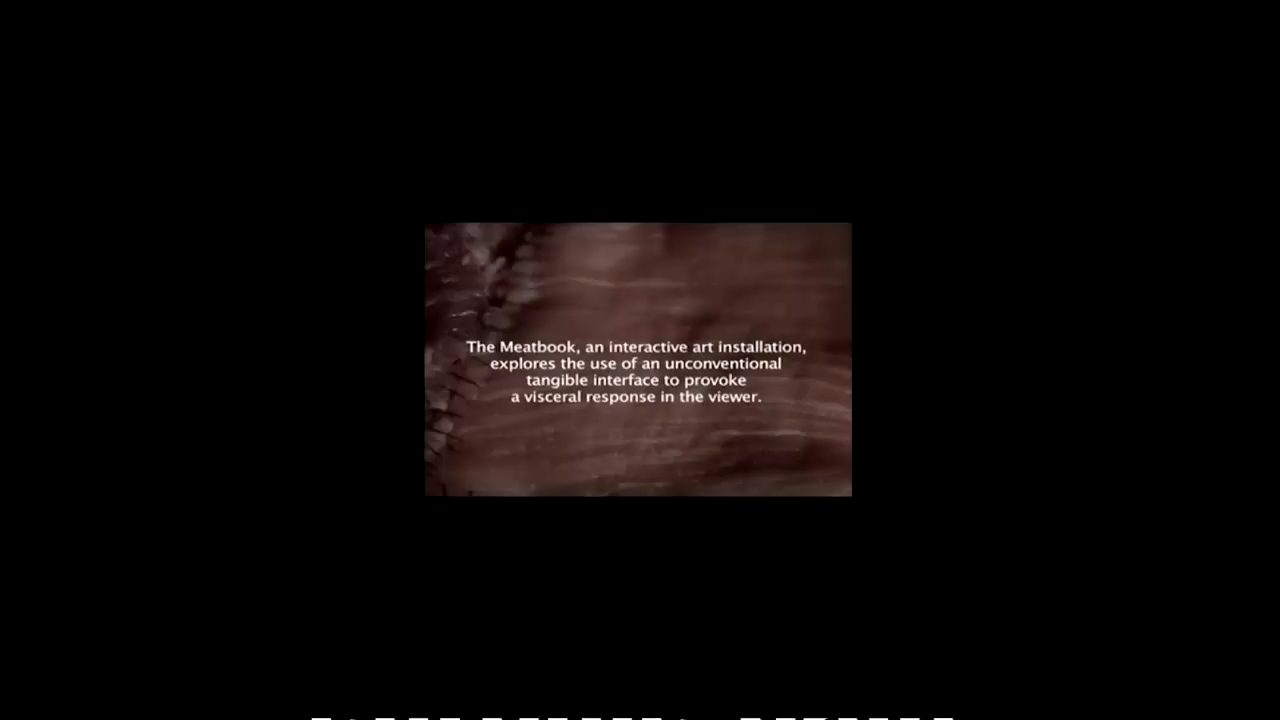 The Meatbook, an interactive art installation,
explores the use of an unconventional
tangible interface to provoke
a visceral response in the viewer.